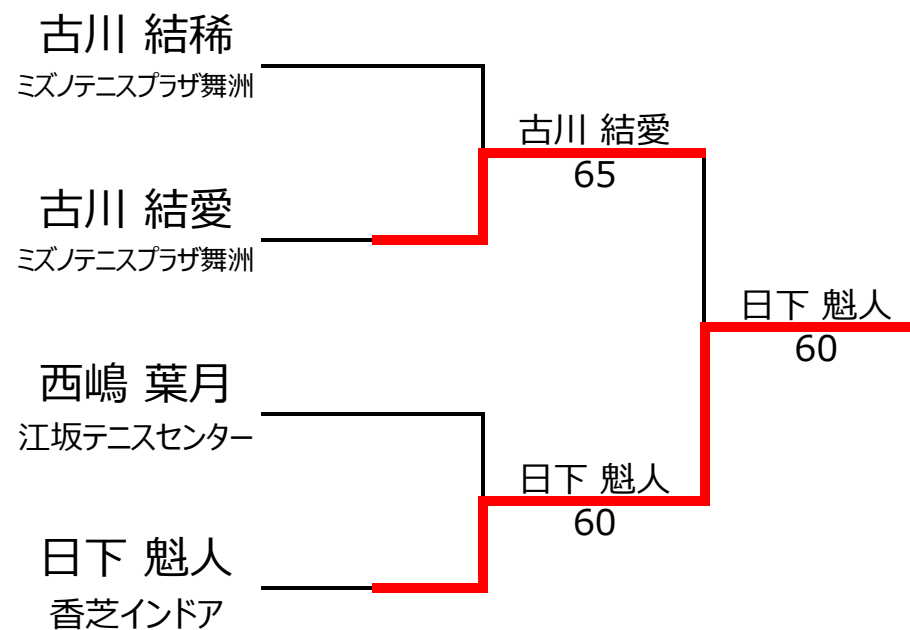 古川 結稀
ミズノテニスプラザ舞洲
古川 結愛
65
古川 結愛
ミズノテニスプラザ舞洲
日下 魁人
60
西嶋 葉月
江坂テニスセンター
日下 魁人
60
日下 魁人
香芝インドア